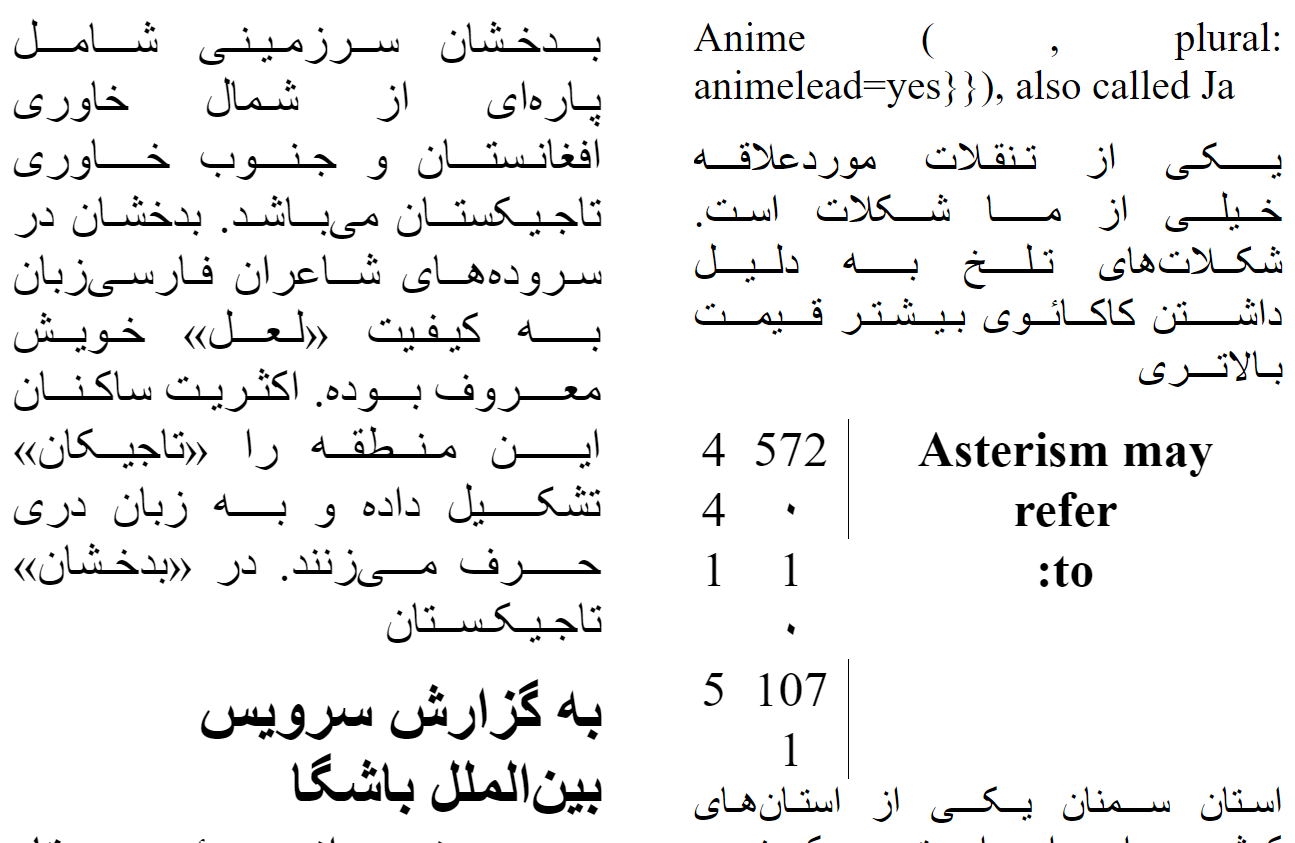 Anime ( , plural:
animelead=yes}}), also called Ja
یکی از تنقلات موردعلاقه
خیلی از ما شکلات است.
شکلات‌های تلخ به دلیل
داشتن کاکائوی بیشتر قیمت
بالاتری
Asterism may 572 4
refer ۰ 4
to: 1 1
۰
107 5
1
استان سمنان یکی از استان‌های
بدخشان سرزمینی شامل
پاره‌ای از شمال خاوری
افغانستان و جنوب خاوری
تاجیکستان می‌باشد. بدخشان در
سروده‌های شاعران فارسی‌زبان
به کیفیت «لعل» خویش
معروف بوده. اکثریت ساکنان
این منطقه را «تاجیکان»
تشکیل داده و به زبان دری
حرف می‌زنند. در «بدخشان»
تاجیکستان
به گزارش سرویس
بین‌الملل باشگا